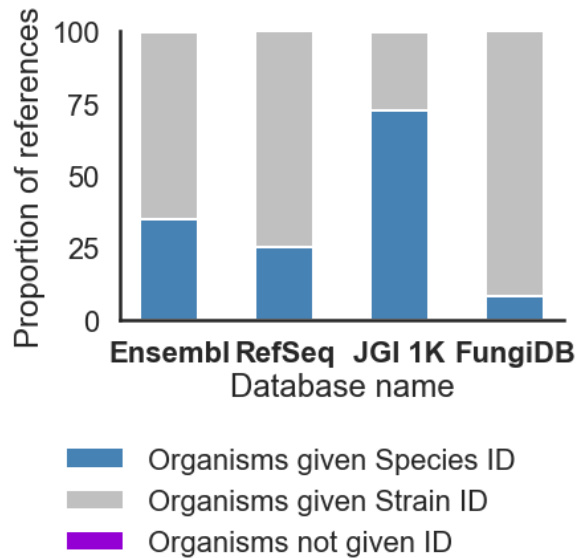 Proportion of references
100
75
50
25
0
Ensembl RefSeq JGI 1K FungiDB
Database name
Organisms given Species ID
Organisms given Strain ID
Organisms not given ID